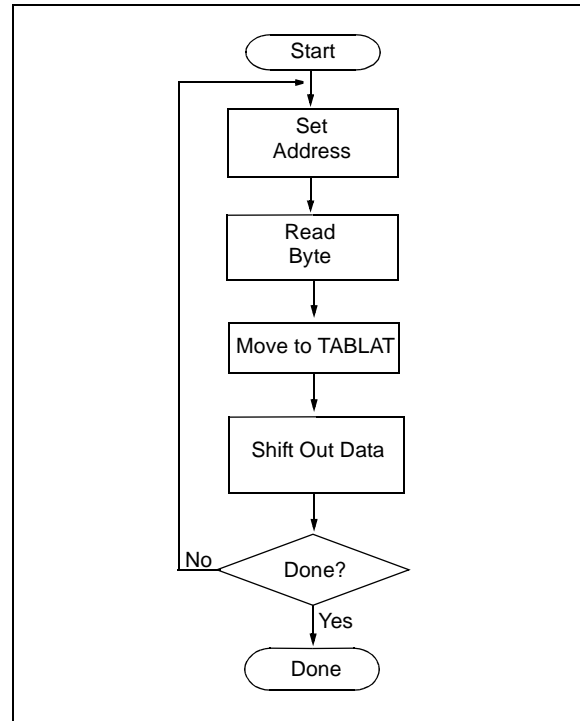 Start
Set
Address
Read
Byte
Move to TABLAT
Shift Out Data
No
Done?
Yes
Done